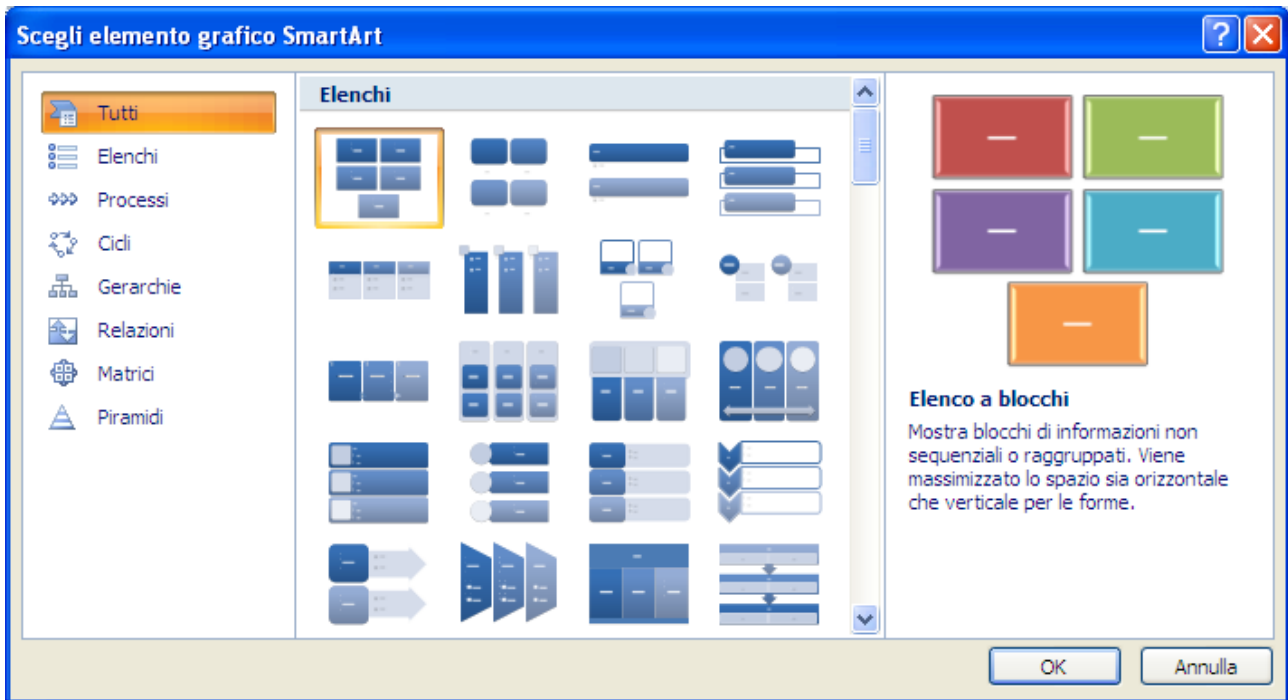 Scegli elemento grafico SmartArt
Tutti
Elenchi
Processi
Cicli
Gerarchie
Relazioni
Matrici
Piramidi
Elenchi
Elenco a blocchi
Mostra blocchi di informazioni non
sequenziali o raggruppati. Viene
massimizzato lo spazio sia orizzontale
che verticale per le forme.
OK
Annulla